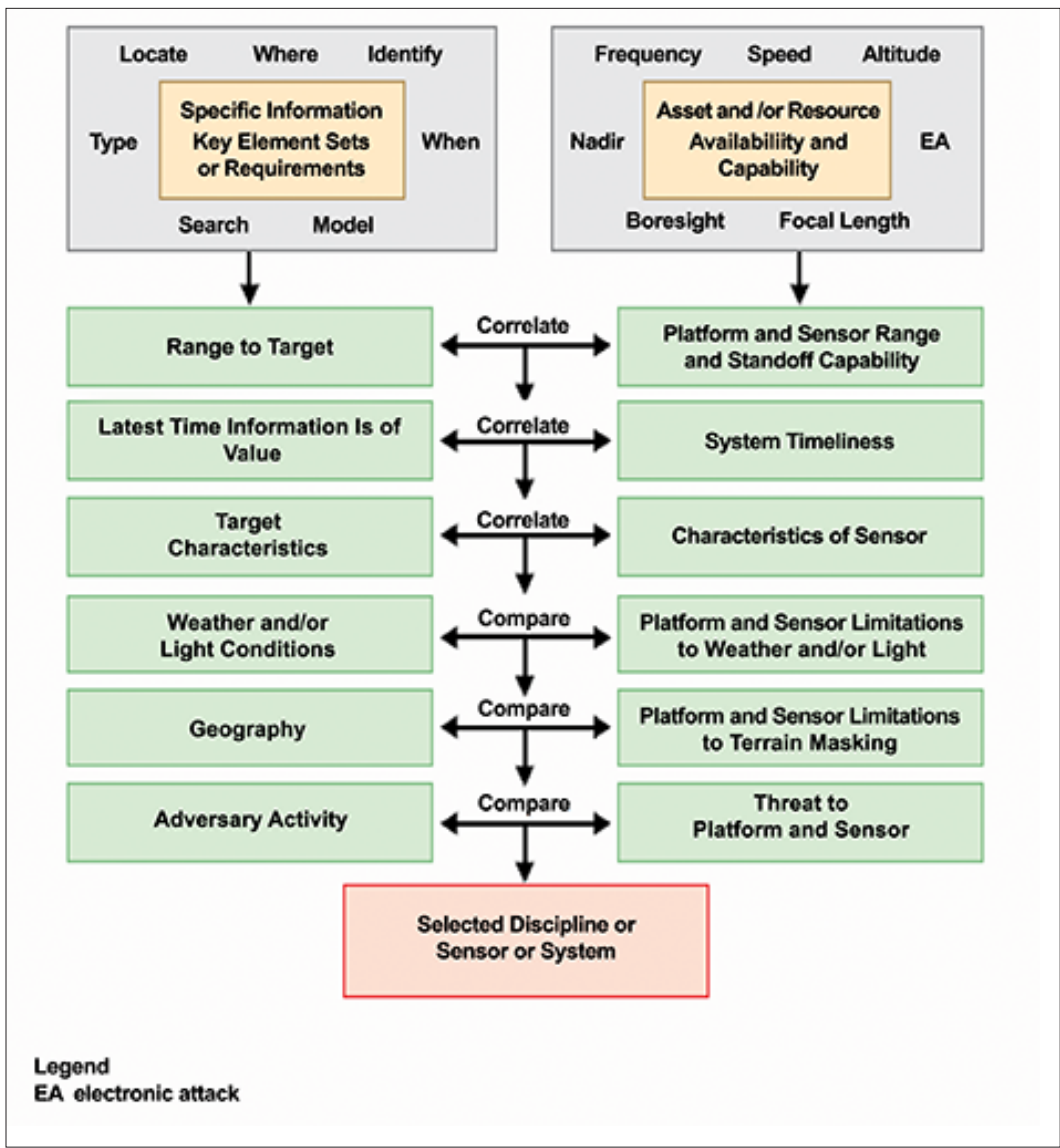 Locate Where Identify
Specific Information
Key Element Sets
or Requirements
Type
When
Search Model
Frequency Speed Altitude
Asset and /or Resource
Availabiliity and
Capability
Nadir
EA
Boresight Focal Length
Range to Target
Correlate
Platform and Sensor Range
and Standoff Capability
Latest Time Information Is of
Value
Correlate
System Timeliness
Target
Characteristics
Correlate
Characteristics of Sensor
Weather and/or
Light Conditions
Compare
Platform and Sensor Limitations
to Weather and/or Light
Geography
Compare
Platform and Sensor Limitations
to Terrain Masking
Adversary Activity
Compare
Threat to
Platform and Sensor
Selected Discipline or
Sensor or System
Legend
EA electronic attack